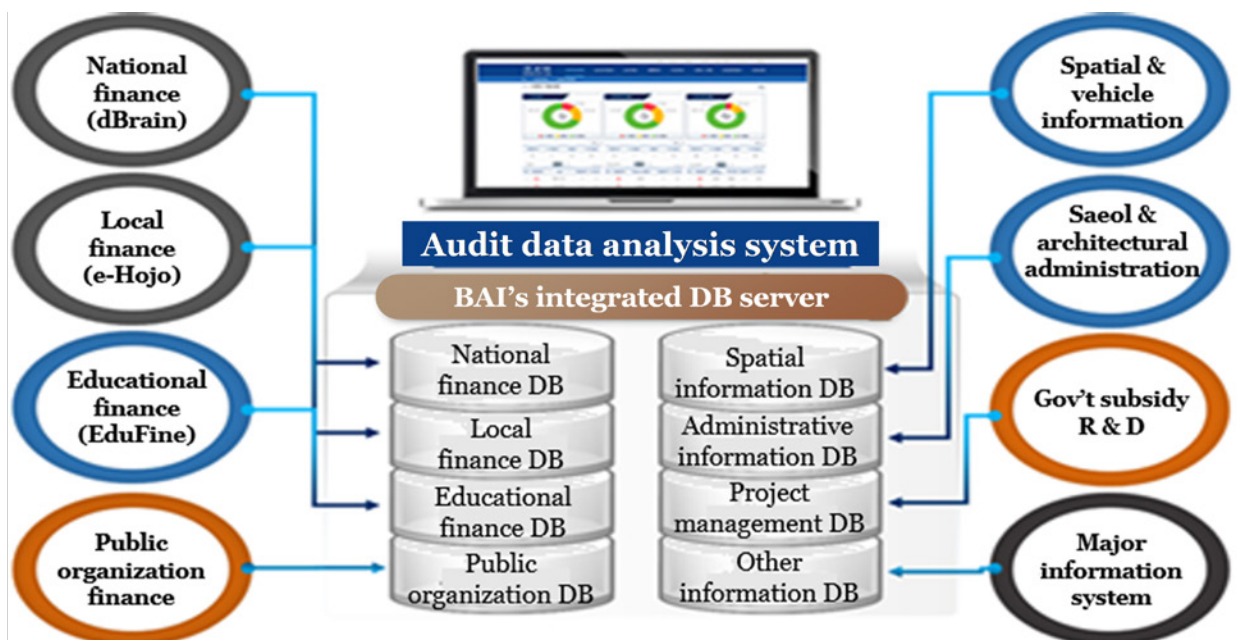 National
finance
(dBrain)
Local
finance
(e-Hojo)
Educational
finance
(EduFine)
Public
organization
finance
Audit data analysis system
BAI's integrated DB server
National
finance DB
Local
finance DB
Educational
finance DB
Public
organization DB
Spatial
information DB
Administrative
information DB
Project
management DB
Other
information DB
Spatial &
vehicle
information
Saeol &
architectural
administration
Gov't subsidy
R & D
Major
information
system